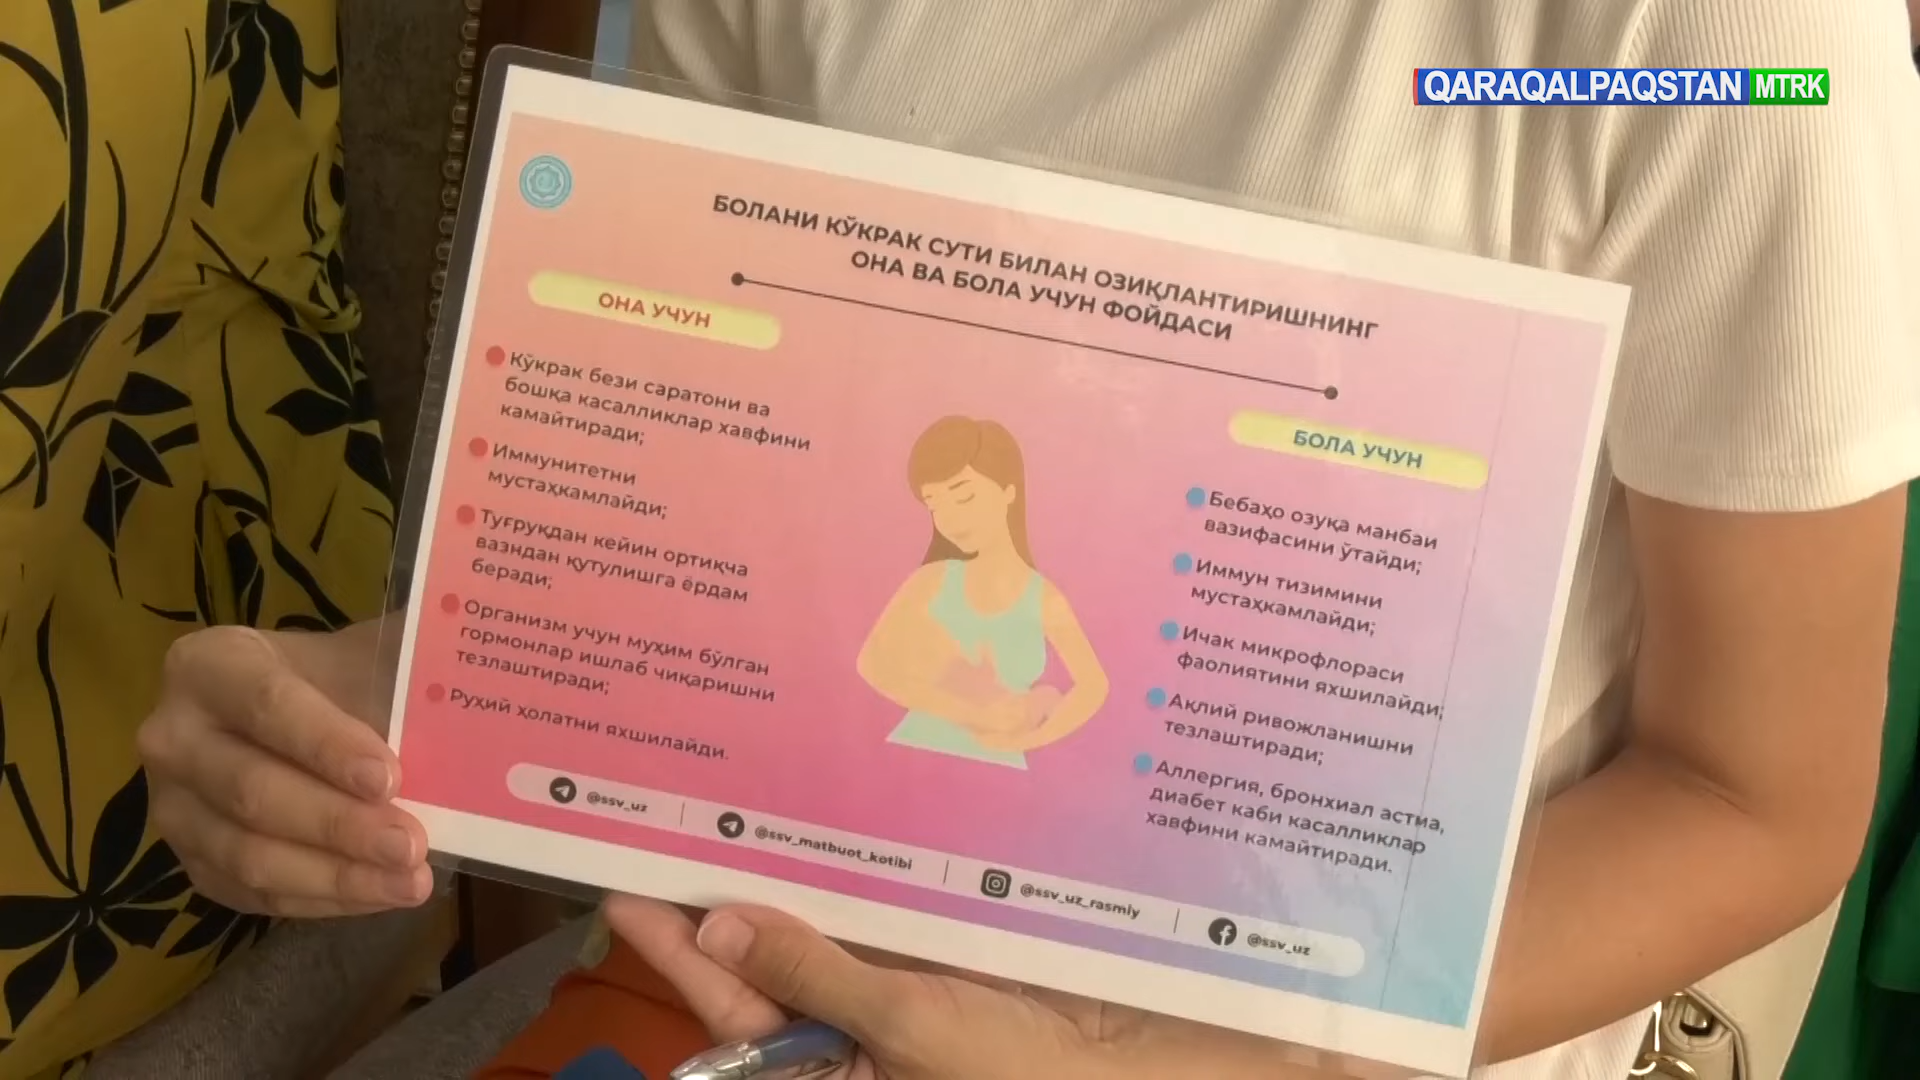 QARAQALPAQSTAN MTRK
БОЛАНИ КЎКРАК СУТИ БИЛАН ОЗИҚЛАНТИРИШНИНГ
ОНА ВА БОЛА УЧУН ФОЙДАСИ
ОНА УЧУН
Кўкрак бези саратони ва
бошқа касалликлар хавфини
камайтиради;
Иммунитетни
мустаҳкамлайди;
Туғруқдан кейин ортиқча
вазндан қутулишга ёрдам
беради;
Организм учун муҳим бўлган
гормонлар ишлаб чиқаришни
тезлаштиради;
Руҳий ҳолатни яхшилайди.
БОЛА УЧУН
Бебаҳо озуқа манбаи
вазифасини ўтайди;
Иммун тизимини
мустаҳкамлайди;
Ичак микрофлораси
фаолиятини яхшилайди;
Ақлий ривожланишни
тезлаштиради;
Аллергия, бронхиал астма,
диабет каби касалликлар
хавфини камайтиради.
@ssv_uz
@ssv_matbuot_kotibi
@ssv_uz_rasmiy
@ssv_uz